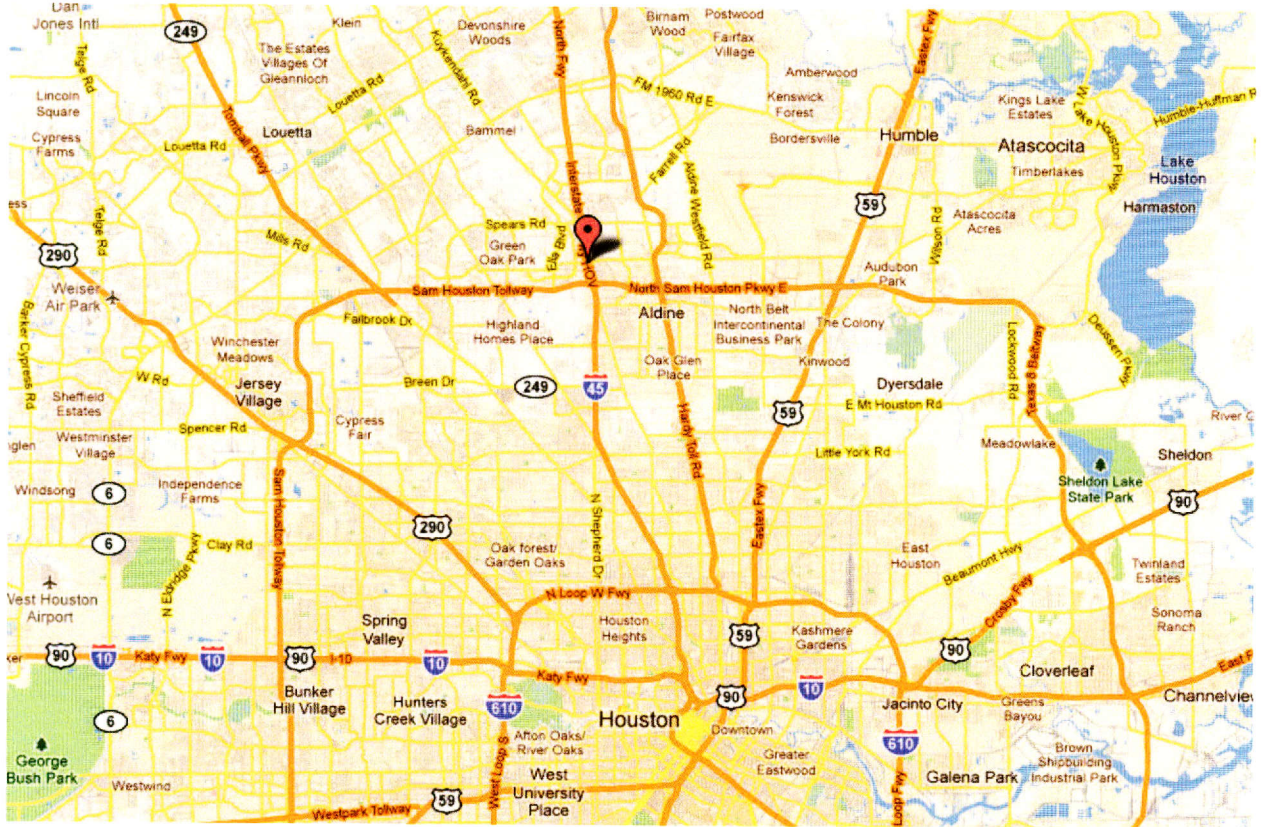 Dan
Jones Intl
249
Klein
Devonshire
Woods
North Fwy
Birnam
Wood
Postwood
Fairfax
Village
Eastex Fwy
Teige Rd
The Estates
Villages Of
Gleannloch
Kuykendahl Rd
Louetta Rd
FM 1960 Rd E
Amberwood
Kenswick
Forest
Kings Lake
Estates
W Lake Houston Pkwy
Humble-Huffman R
Lincoln
Square
Cypress
Farms
Louetta
Louetta Rd
Tomball Pkwy
Bammel
Bordersville
Humble
Atascocita
Timberlakes
Lake
Houston
Harmaston
Interstate
Farrell Rd
Aldine Westfield Rd
59
Wilson Rd
Atascocita
Acres
ess
Teige Rd
290
Mills Rd
Spears Rd
Green
Oak Park
Ella Blvd
HOV
Audubon
Park
Weiser
Air Park
Sam Houston Tollway
North Sam Houston Pkwy E
Barker Cypress Rd
Fallbrook Dr
Highland
Homes Place
Aldine
North Belt
Intercontinental
Business Park
The Colony
Lockwood Rd
Texas 8 Beltway
Deussen Pkwy
Winchester
Meadows
W Rd
Jersey
Village
Breen Dr
249
45
Oak Glen
Place
Kinwood
Dyersdale
E Mt Houston Rd
Sheffield
Estates
Spencer Rd
Cypress
Fair
59
Hardy Toll Rd
River C
nglen
Westminster
Village
Little York Rd
Meadowlake
Sheldon
Windsong
6
Independence
Farms
Sam Houston Tollway
Sheldon Lake
State Park
90
290
N Shepherd Dr
Eastex Fwy
6
Clay Rd
N Eldridge Pkwy
Oak forest/
Garden Oaks
East
Houston
Beaumont Hwy
Twinland
Estates
West Houston
Airport
N Loop W Fwy
Crosby Fwy
Sonoma
Ranch
Spring
Valley
Houston
Heights
59
Kashmere
Gardens
90
ker
90
10
Katy Fwy
10
90
I-10
10
Katy Fwy
90
10
Cloverleaf
East F
Bunker
Hill Village
Hunters
Creek Village
610
Houston
Downtown
Jacinto City
Greens
Bayou
Channelview
6
610
Afton Oaks/
River Oaks
Greater
Eastwood
Brown
Shipbuilding
Industrial Park
George
Bush Park
Westwind
West Loop S
West
University
Place
Galena Park
Loop Fwy
Westpark Tollway
59